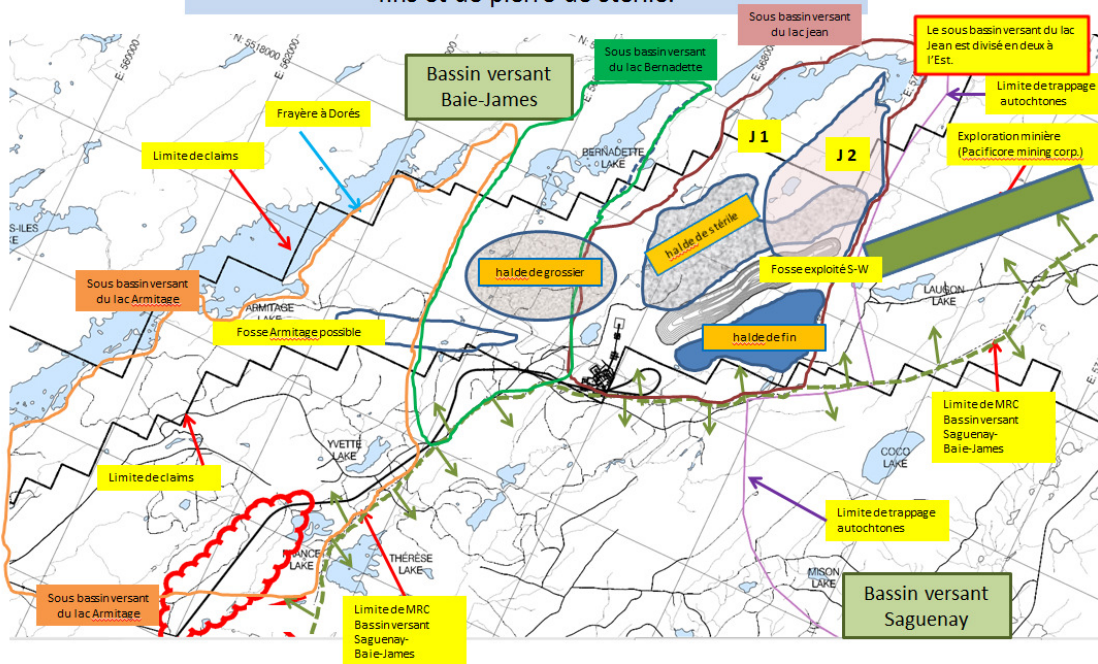 fins et de pierre de stérile.
Sous bassin versant
du lac jean
Le sous bassin versant du lac
Jean est divisé en deux à
l'Est.
Sous bassin versant
du lac Bernadette
Bassin versant
Baie-James
Limite de trappage
autochtones
Frayère à Dorés
Limite de claims
Exploration minière
(Pacificore mining corp.)
N: 5518000
E: 560000
E: 562000
BERNADETTE
LAKE
J 1
J 2
halde de stérile
halde de grossier
Fosse exploité S-W
Sous bassin versant
du lac Armitage
ARMITAGE
LAUGON
LAKE
Fosse Armitage possible
halde de fin
Limite de MRC
Bassin versant
Saguenay-
Baie-James
YVETTE
LAKE
COCO
LAKE
Limite de claims
Limite de trappage
autochtones
THÉRÈSE
LAKE
LAKE
MISON
LAKE
Sous bassin versant
du lac Armitage
Bassin versant
Saguenay
Limite de MRC
Bassin versant
Saguenay-
Baie-James